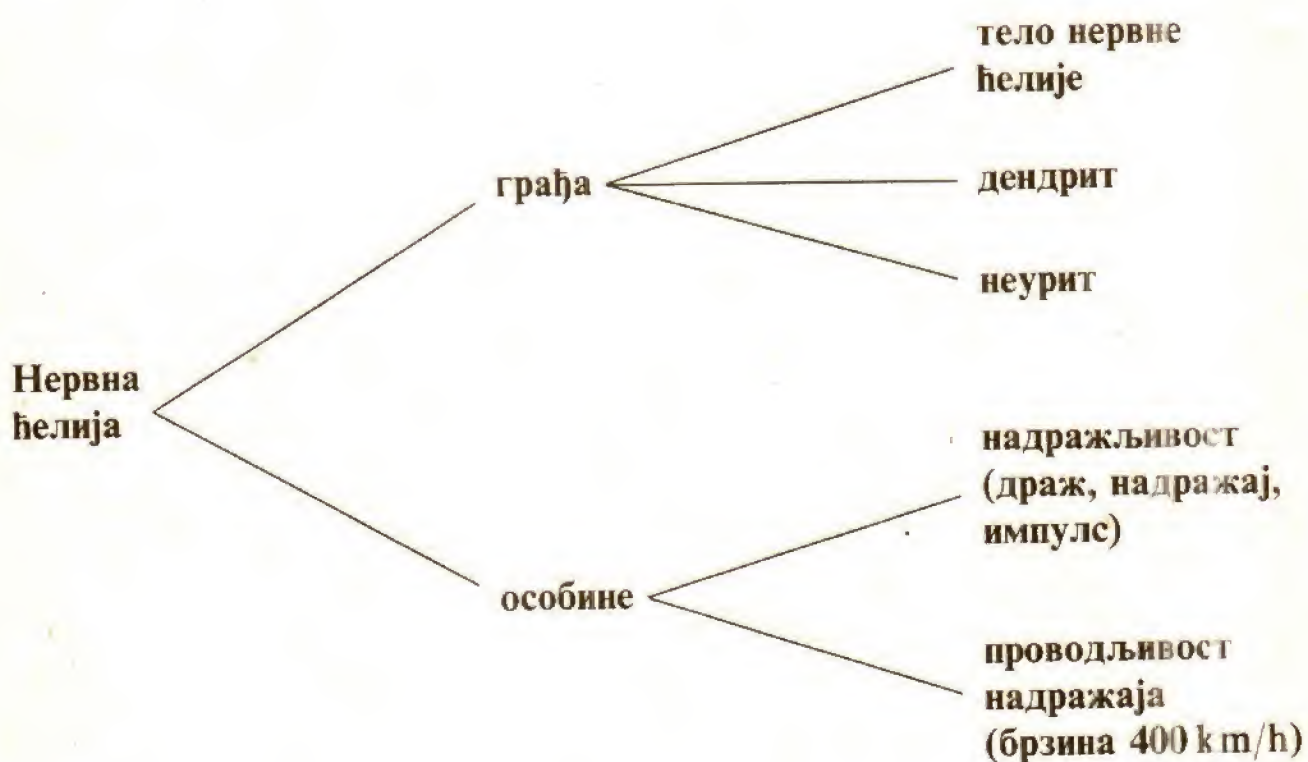 тело нервне
ћелије
грађа
дендрит
неурит
Нервна
ћелија
надражљивост
(драж, надражај,
импулс)
особине
проводљивост
надражаја
(брзина 400 km/h)